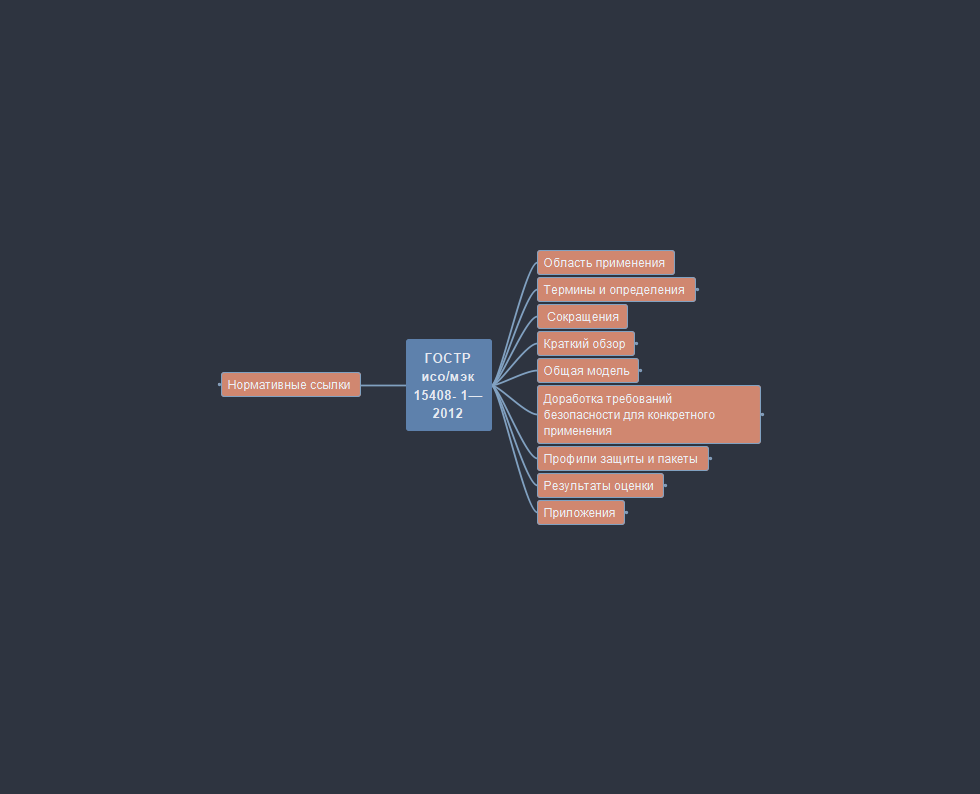 Нормативные ссылки
ГОСТР
ИСО/МЭК
15408- 1—
2012
Область применения
Термины и определения
Сокращения
Краткий обзор
Общая модель
Доработка требований
безопасности для конкретного
применения
Профили защиты и пакеты
Результаты оценки
Приложения